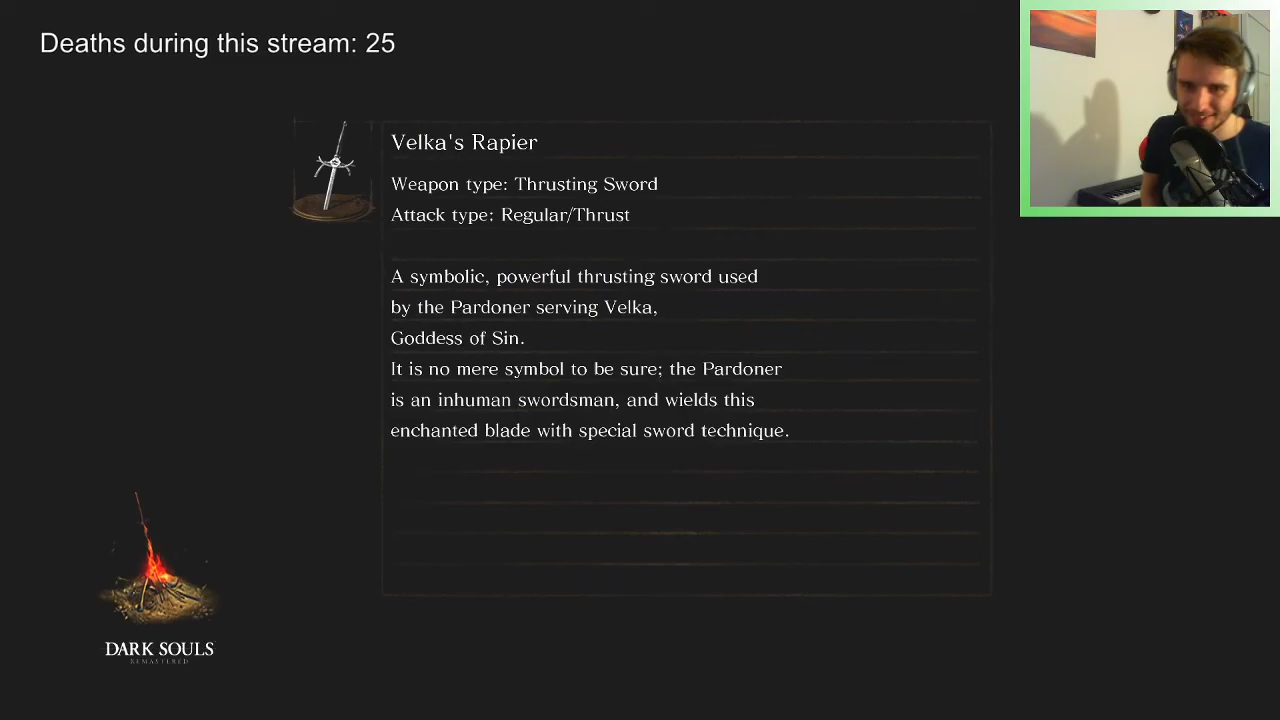 Deaths during this stream: 25
Velka's Rapier
Weapon type: Thrusting Sword
Attack type: Regular/Thrust
A symbolic, powerful thrusting sword used
by the Pardoner serving Velka,
Goddess of Sin.
It is no mere symbol to be sure; the Pardoner
is an inhuman swordsman, and wields this
enchanted blade with special sword technique.
DARK SOULS
REMASTERED